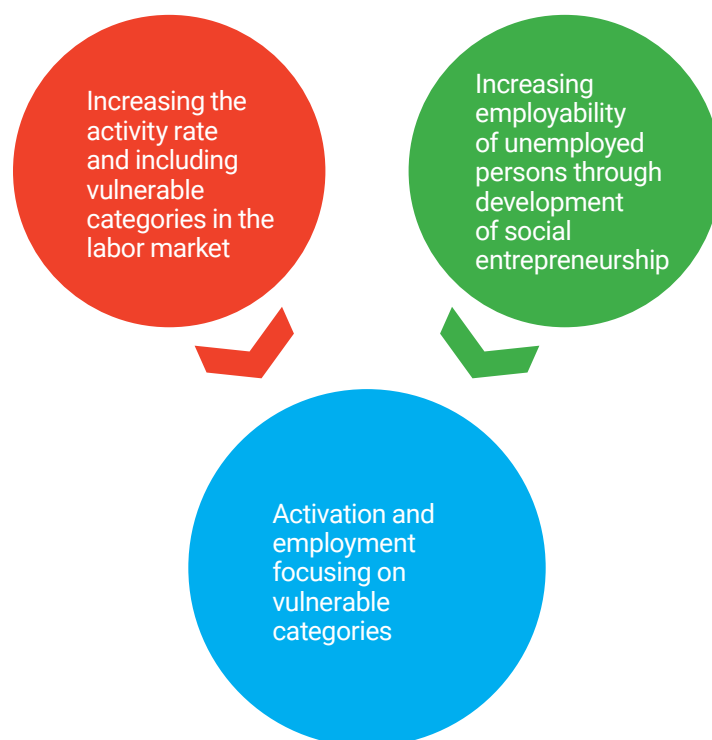 Increasing the
activity rate
and including
vulnerable
categories in the
labor market
Increasing
employability
of unemployed
persons through
development
of social
entrepreneurship
Activation and
employment
focusing on
vulnerable
categories